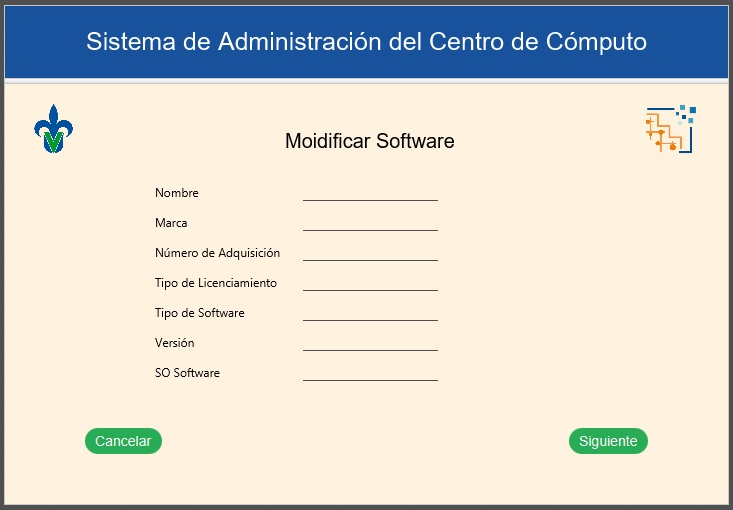 Sistema de Administración del Centro de Cómputo
Moidificar Software
Nombre
Marca
Número de Adquisición
Tipo de Licenciamiento
Tipo de Software
Versión
SO Software
Cancelar
Siguiente